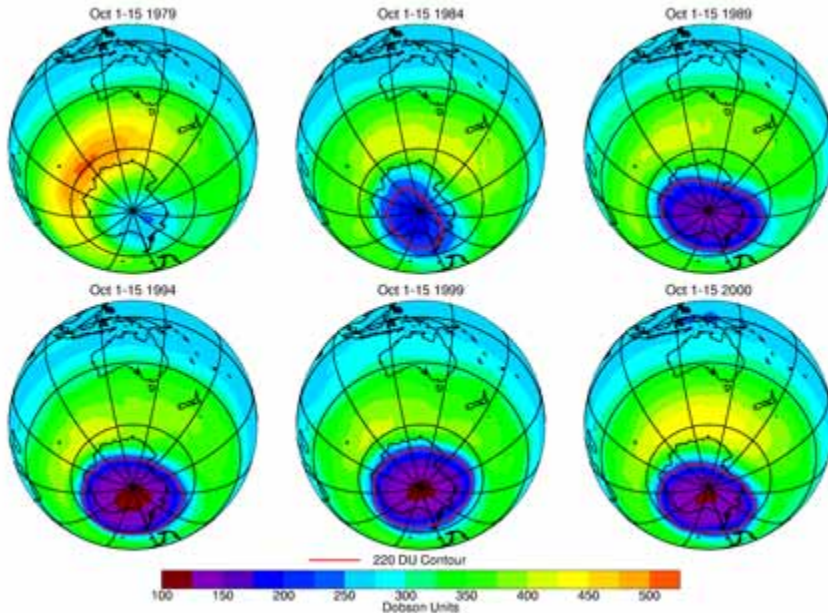 Oct 1-15 1979
Oct 1-15 1984
Oct 1-15 1989
Oct 1-15 1994
Oct 1-15 1999
Oct 1-15 2000
220 DU Contour
100 150 200 250 300 350 400 450 500
Dobson Units